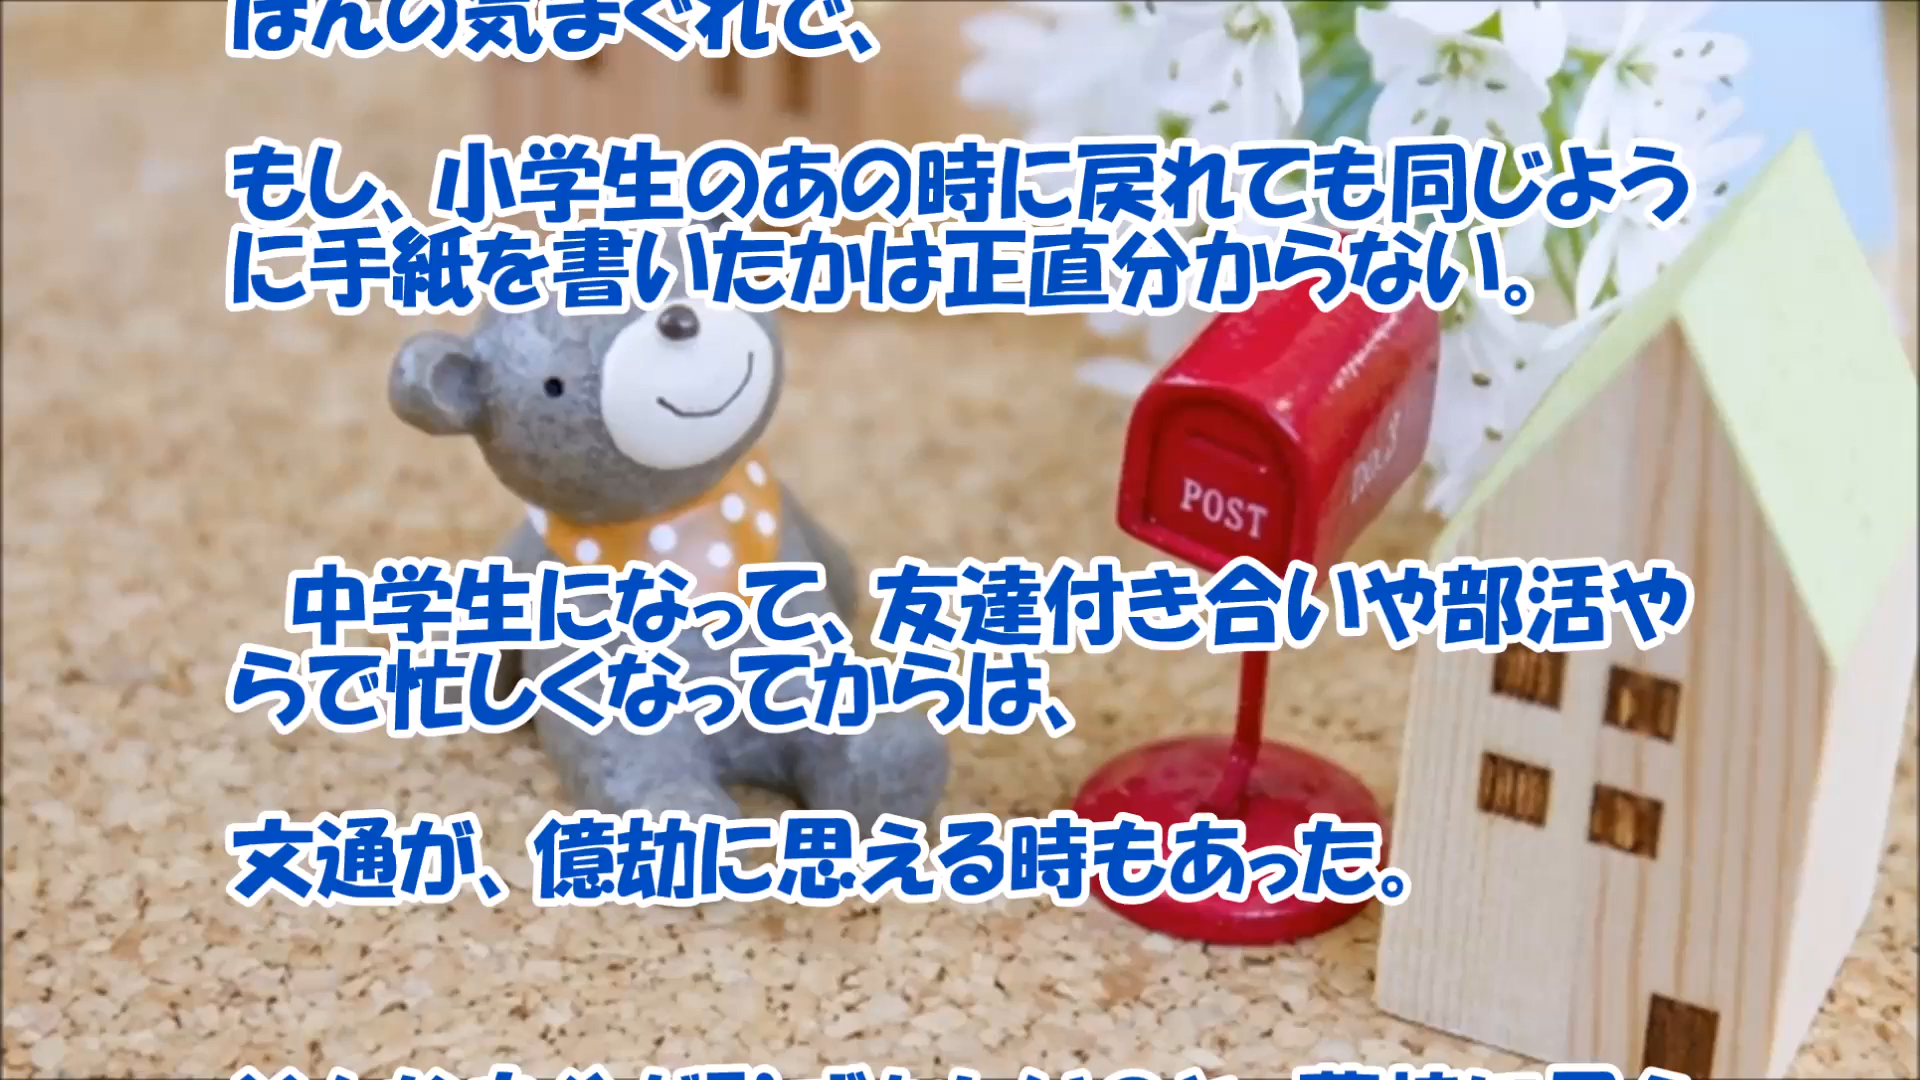 ほんの気まぐれで、
もし、小学生のあの時に戻れても同じよう
に手紙を書いたかは正直分からない。
POST
no.3
中学生になって、友達付き合いや部活や
らで忙しくなってからは、
文通が、億劫に思える時もあった。